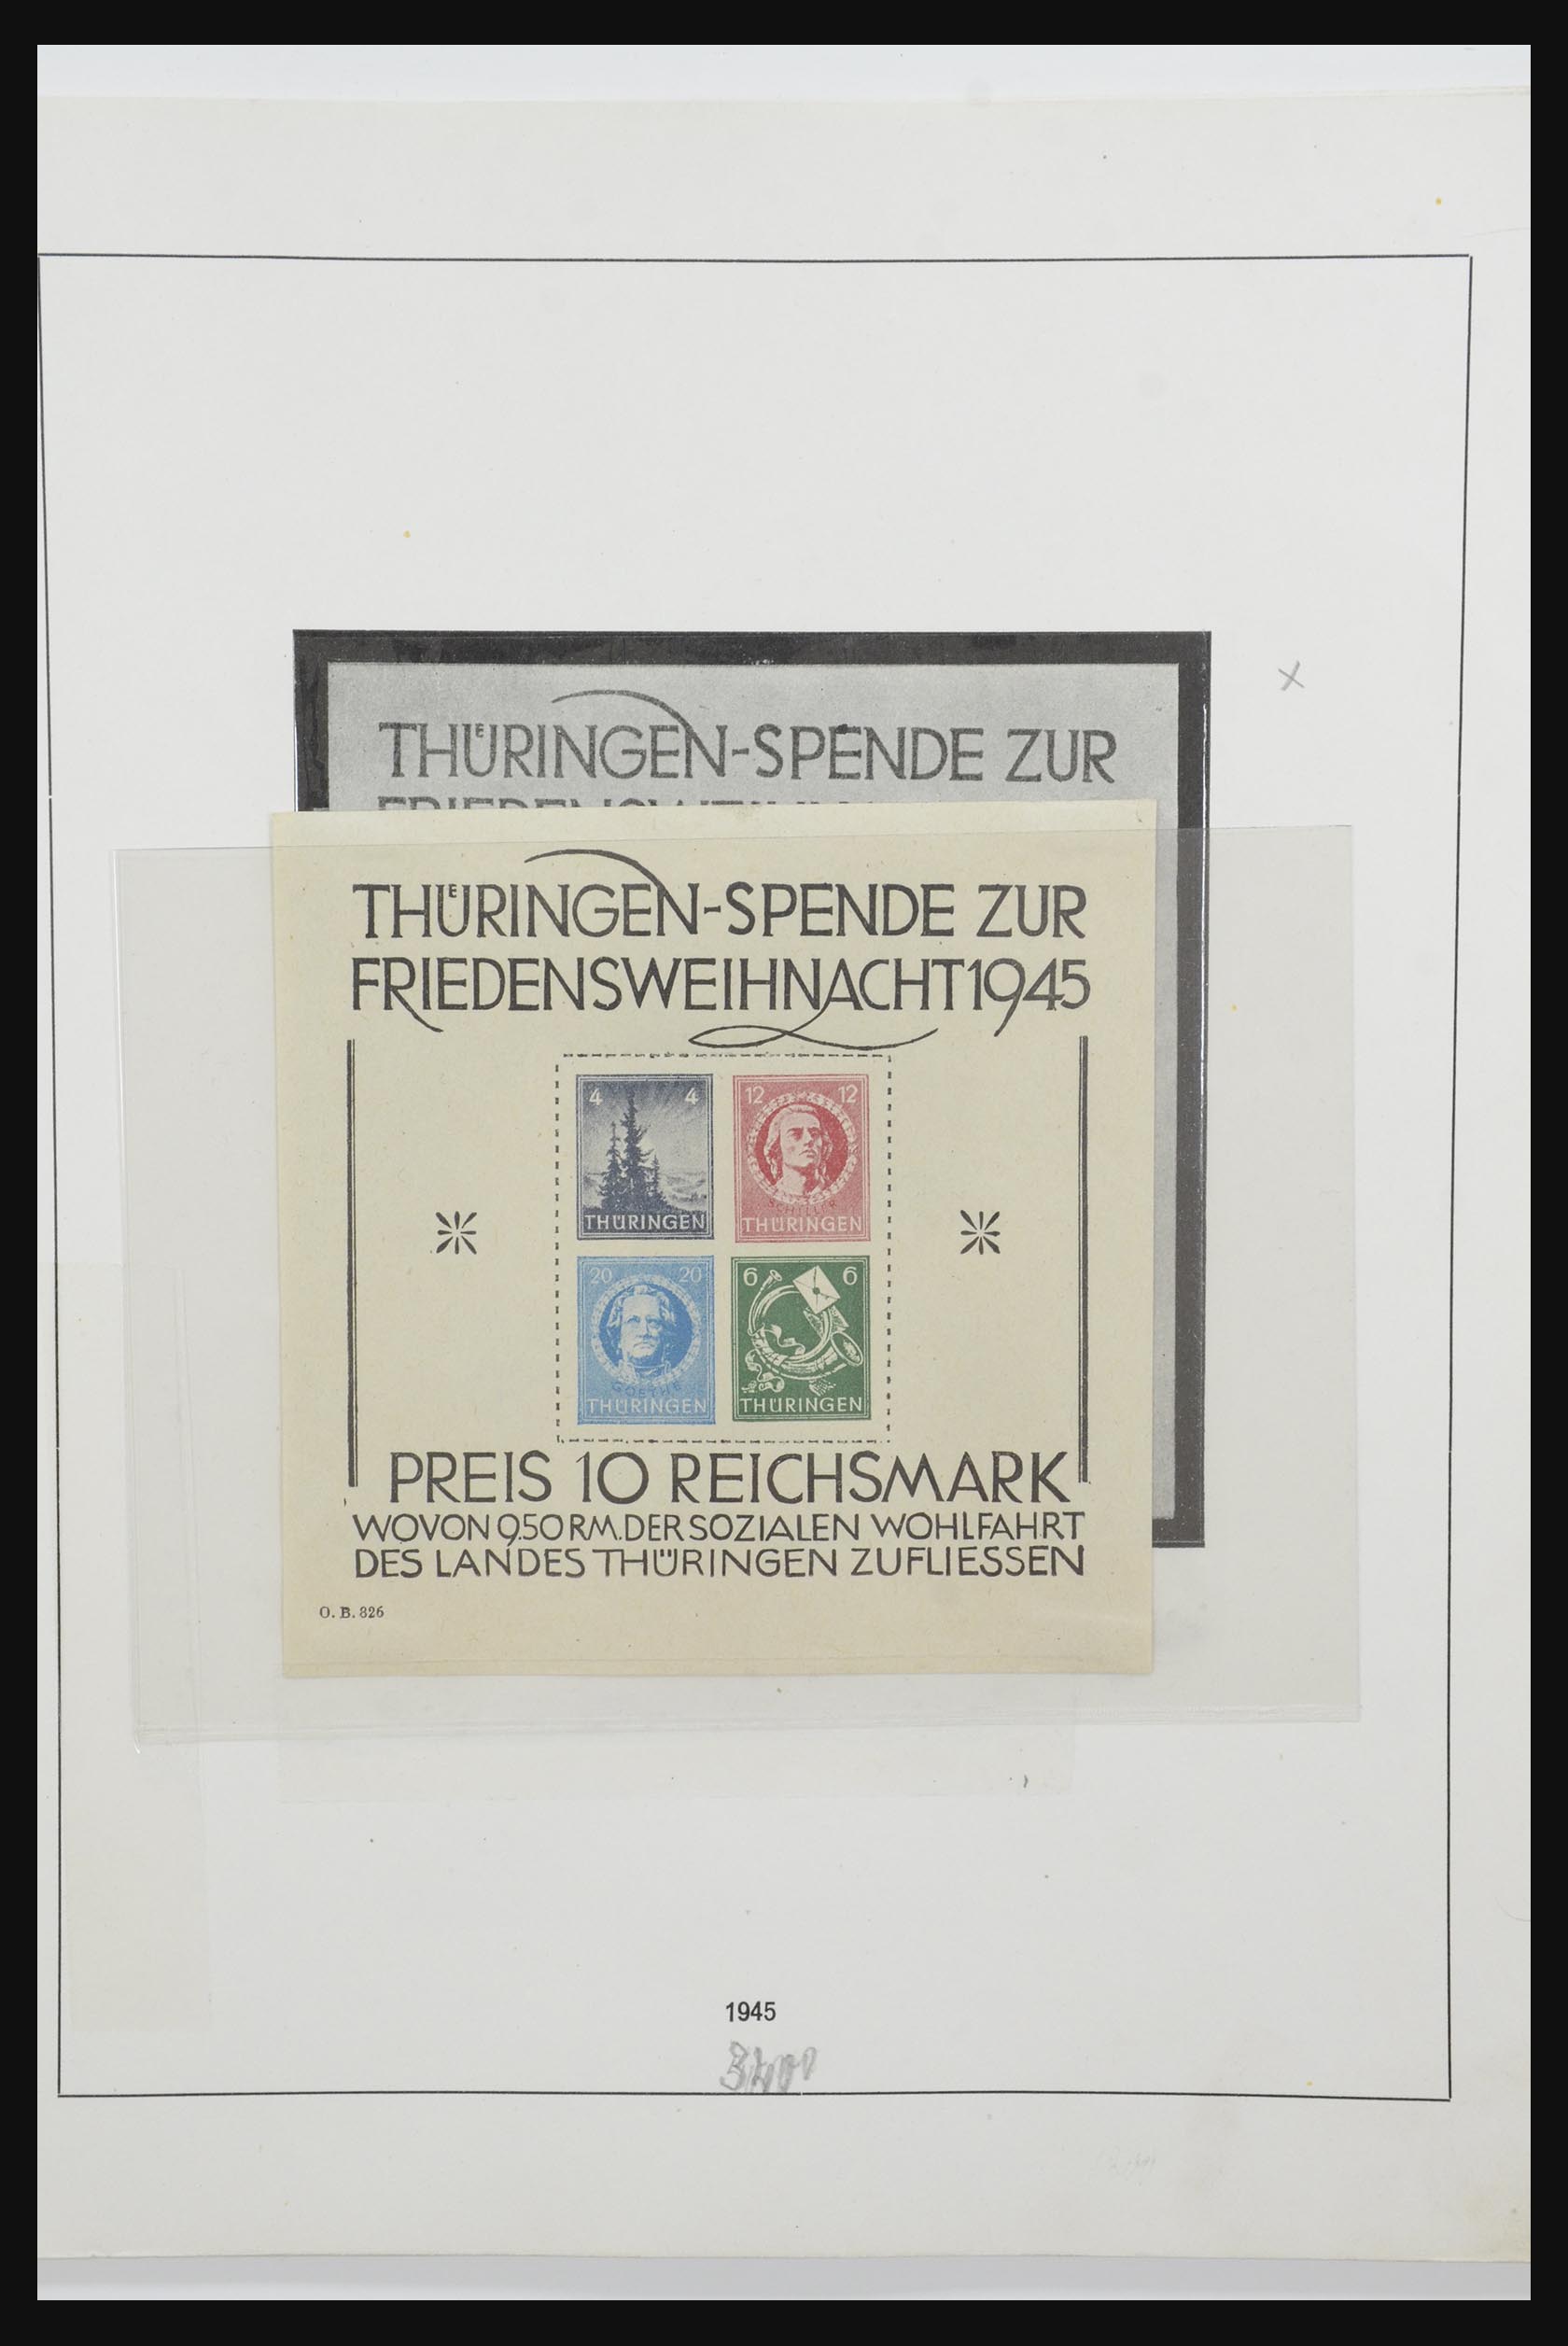 THÜRINGEN-SPENDE ZUR
THÜRINGEN-SPENDE ZUR
FRIEDENSWEIHNACHT 1945
4 4
THÜRINGEN
12 12
SCHILLER
THÜRINGEN
20 20
GOETHE
THÜRINGEN
6 6
THÜRINGEN
PREIS 10 REICHSMARK
WOVON 9.50 RM. DER SOZIALEN WOHLFAHRT
DES LANDES THÜRINGEN ZUFLIESSEN
O. B. 826
1945